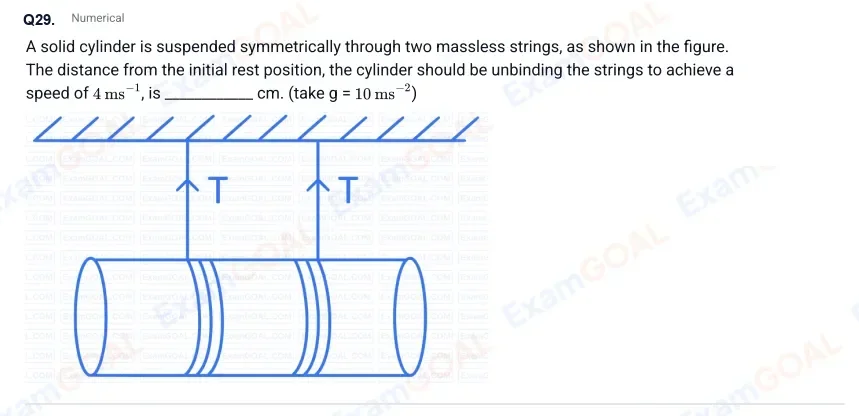 Q29. Numerical
A solid cylinder is suspended symmetrically through two massless strings, as shown in the figure.
The distance from the initial rest position, the cylinder should be unbinding the strings to achieve a
speed of 4 ms⁻¹, is ____________ cm. (take g = 10 ms⁻²)
T T
ExamGOAL